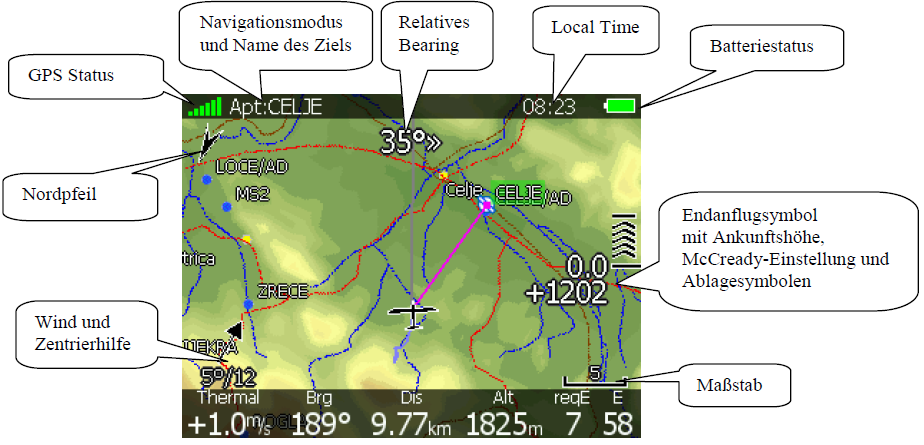 Navigationsmodus
und Name des Ziels
Relatives
Bearing
Local Time
Batteriestatus
GPS Status
Apt:CELJE
08:23
35°»
LOCE/AD
Nordpfeil
MS2
Celje
CELJE/AD
trica
Endanflugsymbol
mit Ankunftshöhe,
McCready-Einstellung und
Ablagesymbolen
0.0
+1202
ZRECE
Wind und
Zentrierhilfe
JEKRA
5°/12
5
Maßstab
Thermal Brg Dis Alt reqE E
+1.0m/s 189° 9.77km 1825m 7 58